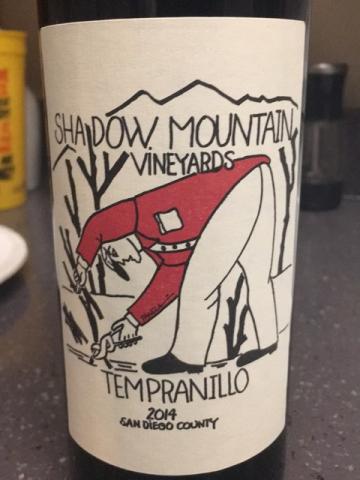 SHADOW MOUNTAIN
VINEYARDS
TEMPRANILLO
2014
SAN DIEGO COUNTY